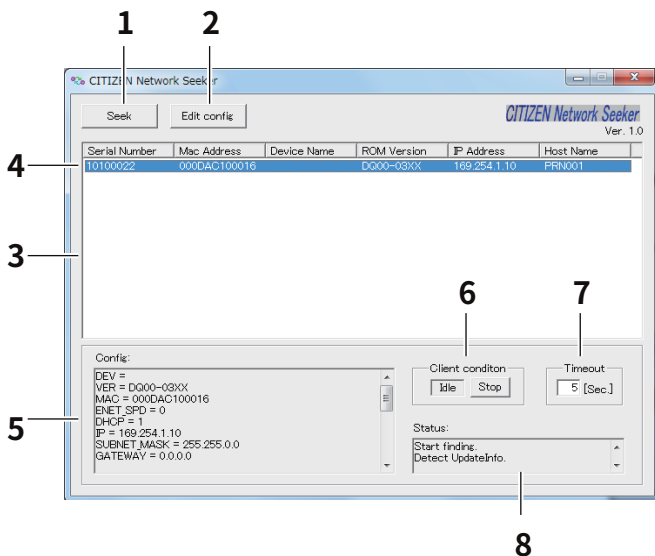 1 2
CITIZEN Network Seeker
Seek Edit config CITIZEN Network Seeker
Ver. 1.0
Serial Number Mac Address Device Name ROM Version IP Address Host Name
4 10100022 000DAC100016 DQ00-03XX 169.254.1.10 PRN001
3
6 7
Config: Client conditon Timeout
DEV =
VER = DQ00-03XX
MAC = 000DAC100016
ENET_SPD = 0
DHCP = 1
IP = 169.254.1.10
SUBNET_MASK = 255.255.0.0
GATEWAY = 0.0.0.0
Idle Stop 5 [Sec.]
5
Status:
Start finding.
Detect UpdateInfo.
8